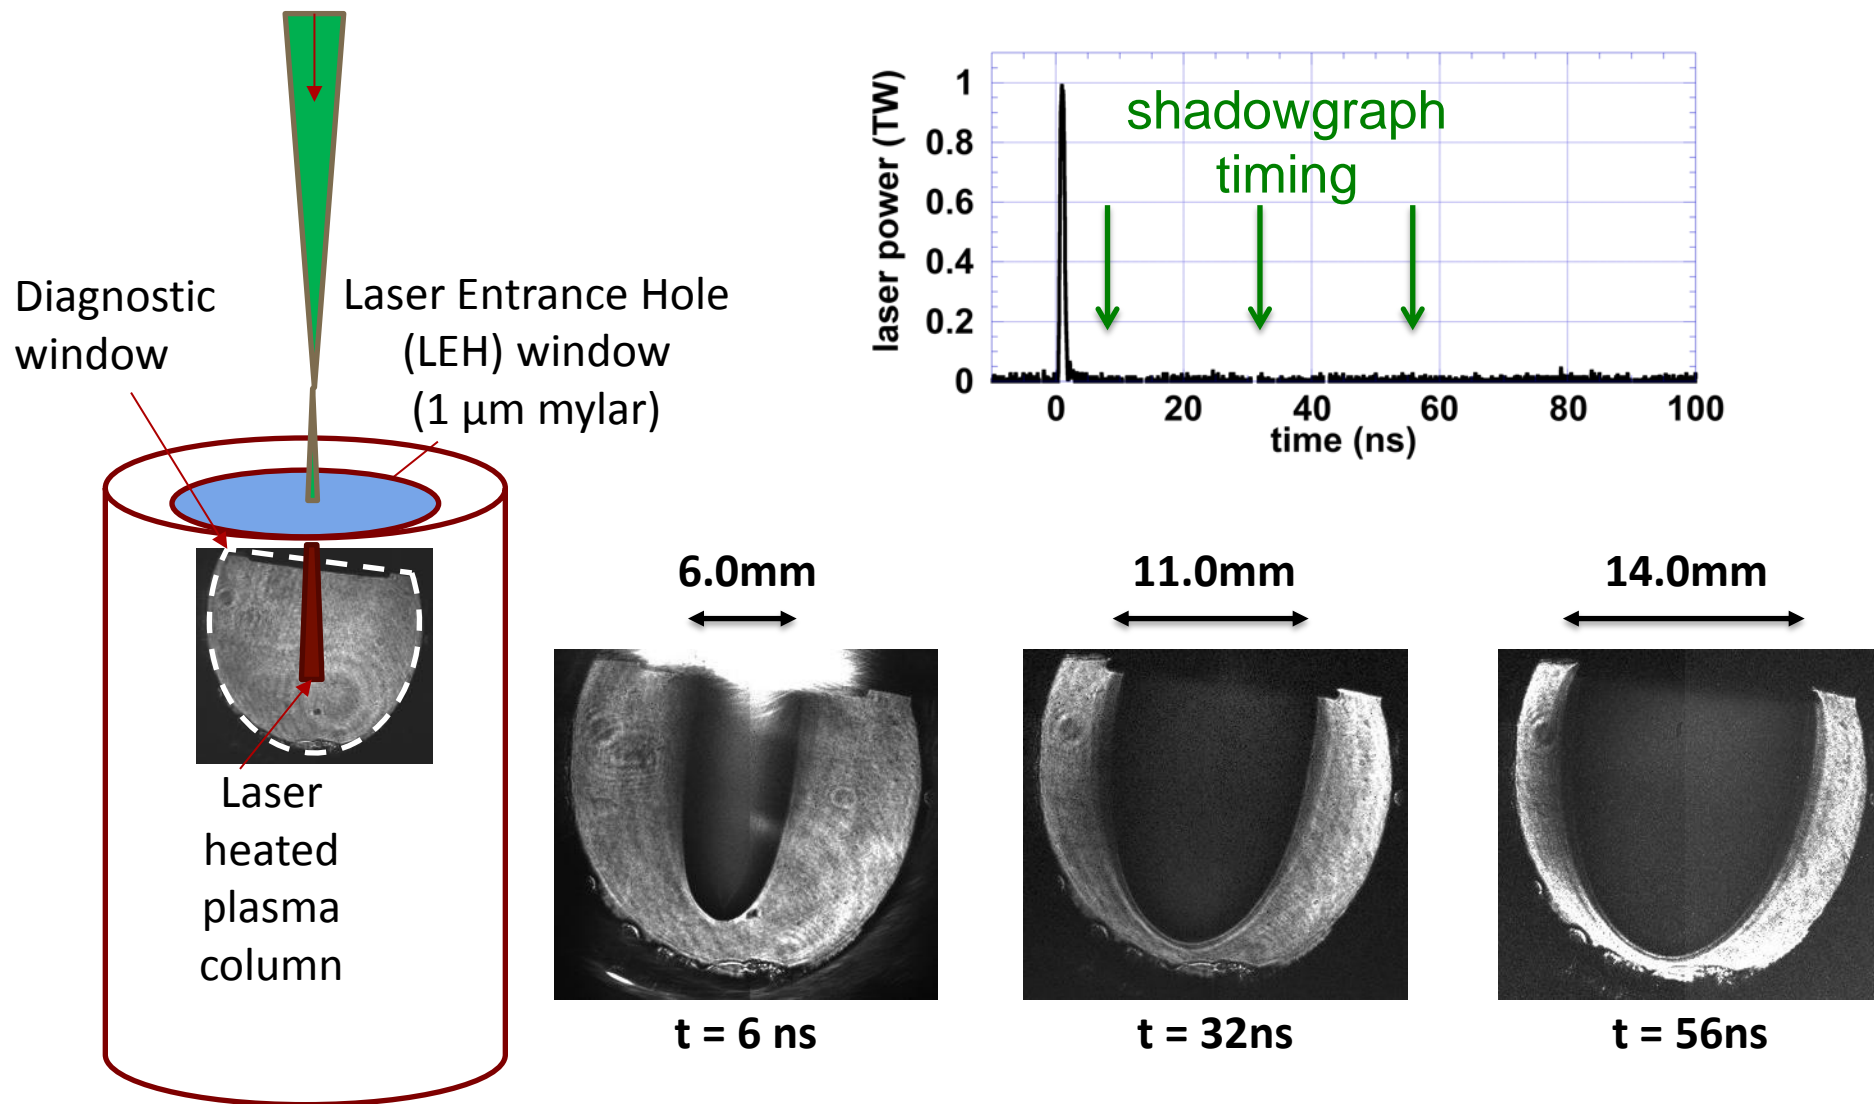 Diagnostic
window
Laser Entrance Hole
(LEH) window
(1 µm mylar)
Laser
heated
plasma
column
laser power (TW)
1
0.8
0.6
0.4
0.2
0
shadowgraph
timing
0 20 40 60 80 100
time (ns)
6.0mm 11.0mm 14.0mm
t = 6 ns t = 32ns t = 56ns